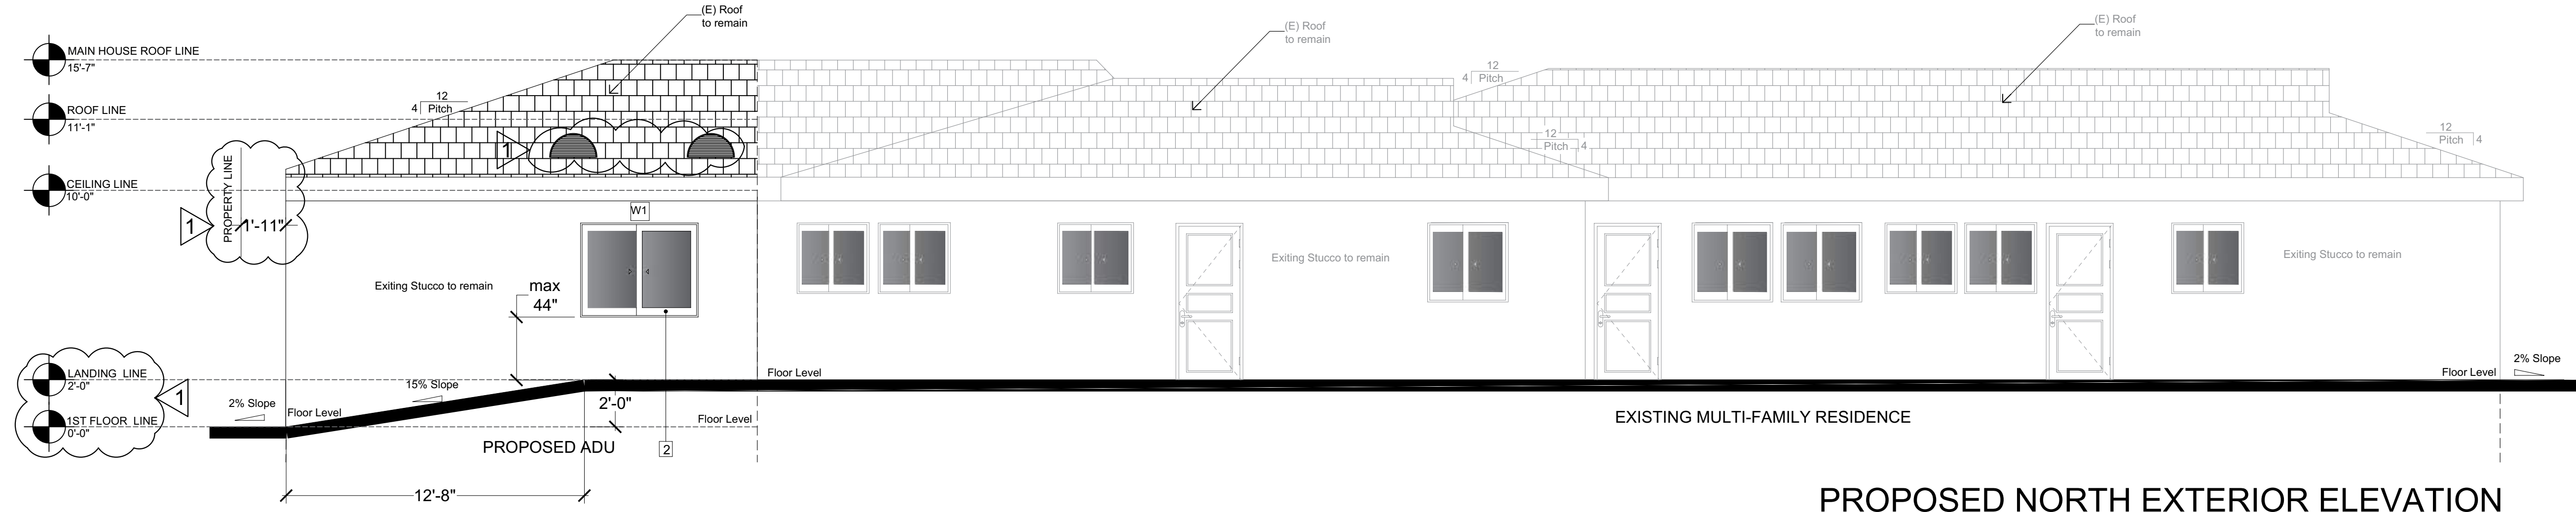 (E) Roof
to remain
(E) Roof
to remain
(E) Roof
to remain
MAIN HOUSE ROOF LINE
15'-7"
ROOF LINE
11'-1"
CEILING LINE
10'-0"
12
4 Pitch
12
4 Pitch
12
Pitch 4
12
Pitch 4
1
PROPERTY LINE
1
1'-11"
W1
Exiting Stucco to remain
max
44"
Exiting Stucco to remain
Exiting Stucco to remain
LANDING LINE
2'-0"
1
1ST FLOOR LINE
0'-0"
2% Slope
15% Slope
Floor Level
2'-0"
Floor Level
Floor Level
Floor Level
2% Slope
PROPOSED ADU
2
EXISTING MULTI-FAMILY RESIDENCE
12'-8"
PROPOSED NORTH EXTERIOR ELEVATION